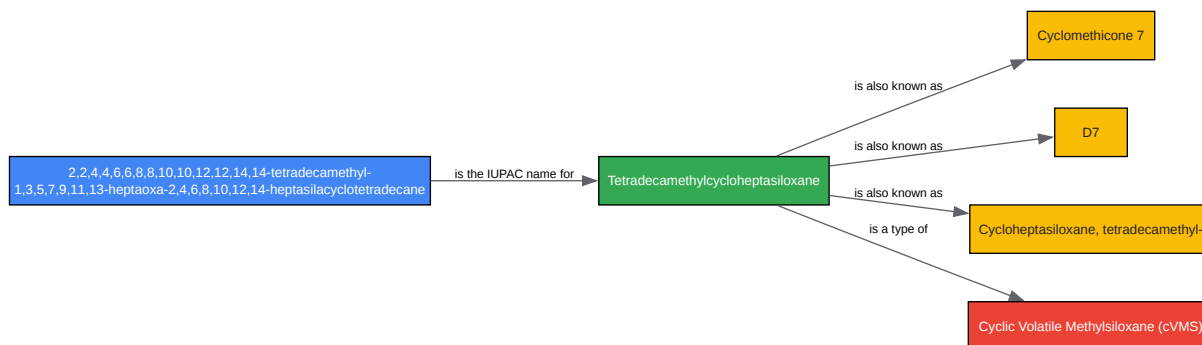 Cyclomethicone 7
is also known as
D7
is also known as
2,2,4,4,6,6,8,8,10,10,12,12,14,14-tetradecamethyl-
1,3,5,7,9,11,13-heptaoxa-2,4,6,8,10,12,14-heptasilacyclotetradecane
is the IUPAC name for
Tetradecamethylcycloheptasiloxane
is also known as
Cycloheptasiloxane, tetradecamethyl-
is a type of
Cyclic Volatile Methylsiloxane (cVMS)